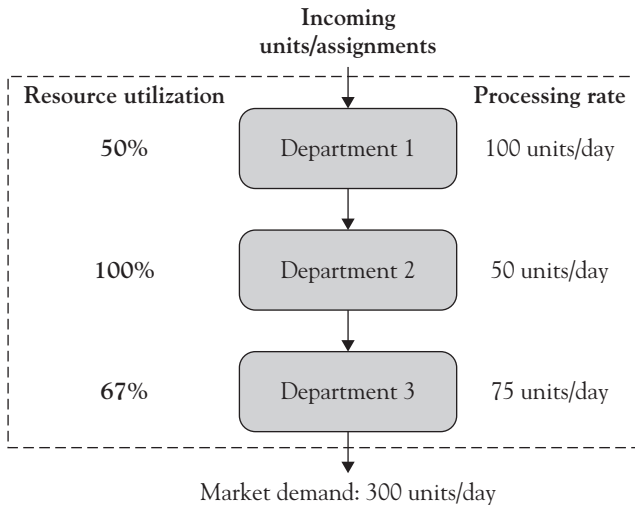 Incoming
units/assignments
Resource utilization
Processing rate
50%
Department 1
100 units/day
100%
Department 2
50 units/day
67%
Department 3
75 units/day
Market demand: 300 units/day